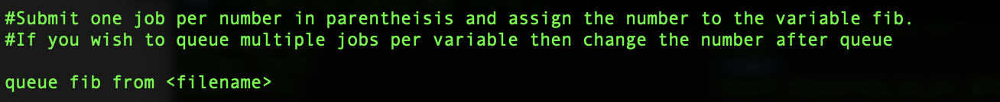 #Submit one job per number in parentheisis and assign the number to the variable fib.
#If you wish to queue multiple jobs per variable then change the number after queue
queue fib from <filename>